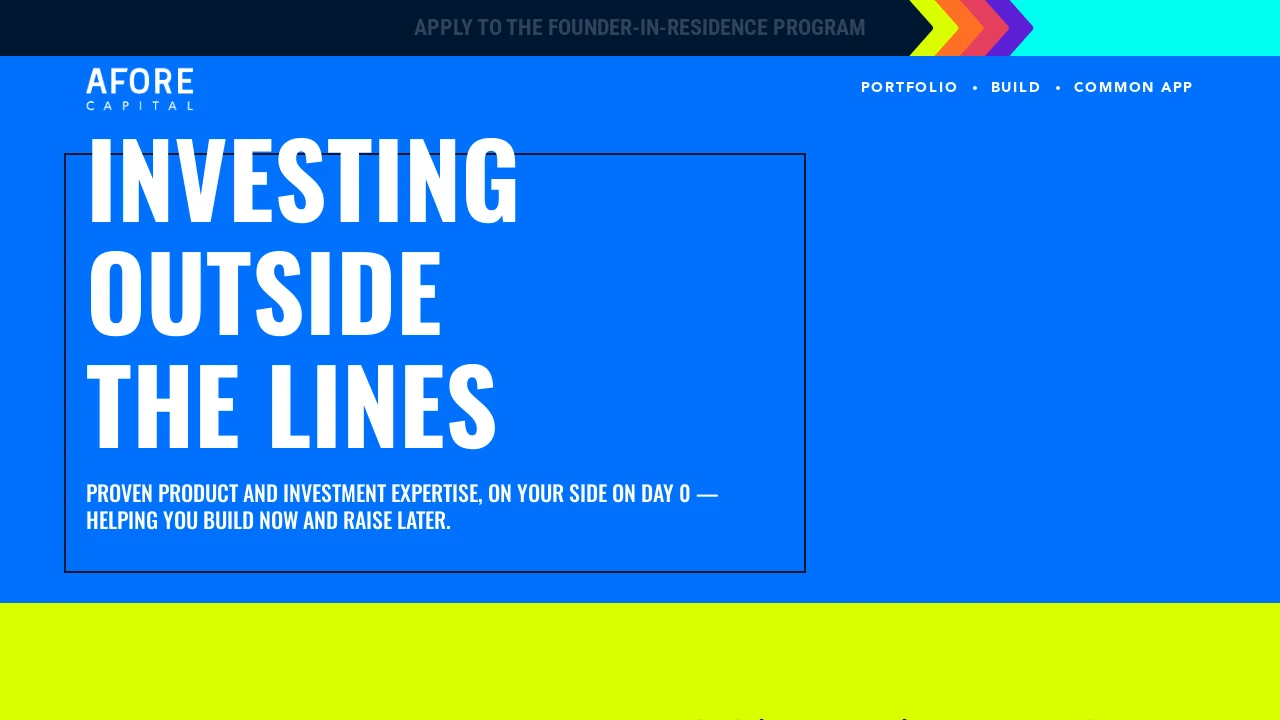 APPLY TO THE FOUNDER-IN-RESIDENCE PROGRAM
AFORE
CAPITAL
PORTFOLIO • BUILD • COMMON APP
INVESTING
OUTSIDE
THE LINES
PROVEN PRODUCT AND INVESTMENT EXPERTISE, ON YOUR SIDE ON DAY 0 —
HELPING YOU BUILD NOW AND RAISE LATER.